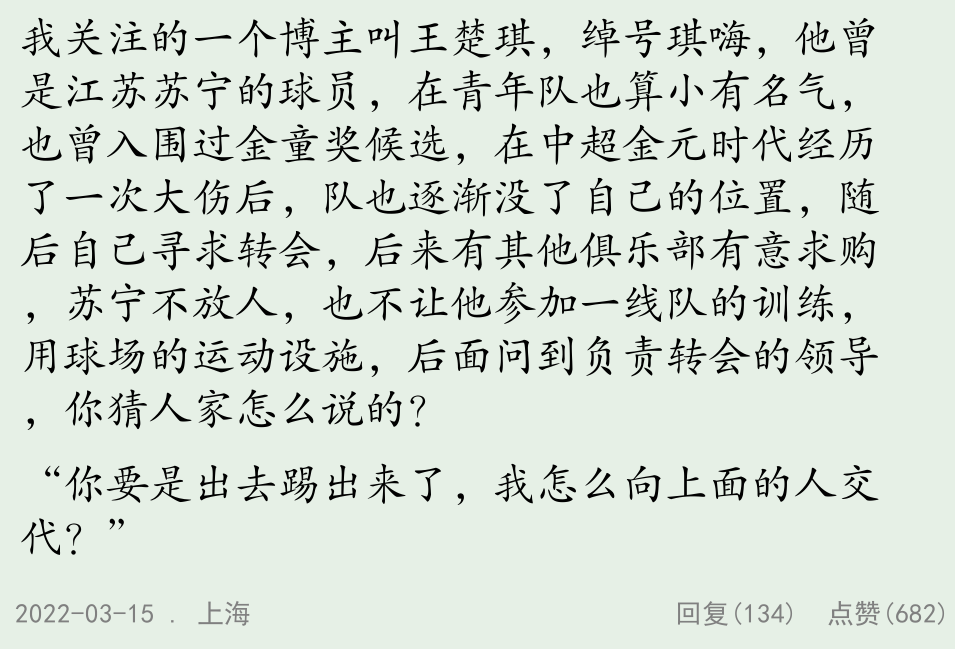 我关注的一个博主叫王楚琪，绰号琪嗨，他曾
是江苏苏宁的球员，在青年队也算小有名气，
也曾入围过金童奖候选，在中超金元时代经历
了一次大伤后，队也逐渐没了自己的位置，随
后自己寻求转会，后来有其他俱乐部有意求购
，苏宁不放人，也不让他参加一线队的训练，
用球场的运动设施，后面问到负责转会的领导
，你猜人家怎么说的？
“你要是出去踢出来了，我怎么向上面的人交
代？”
2022-03-15 . 上海 回复(134) 点赞(682)